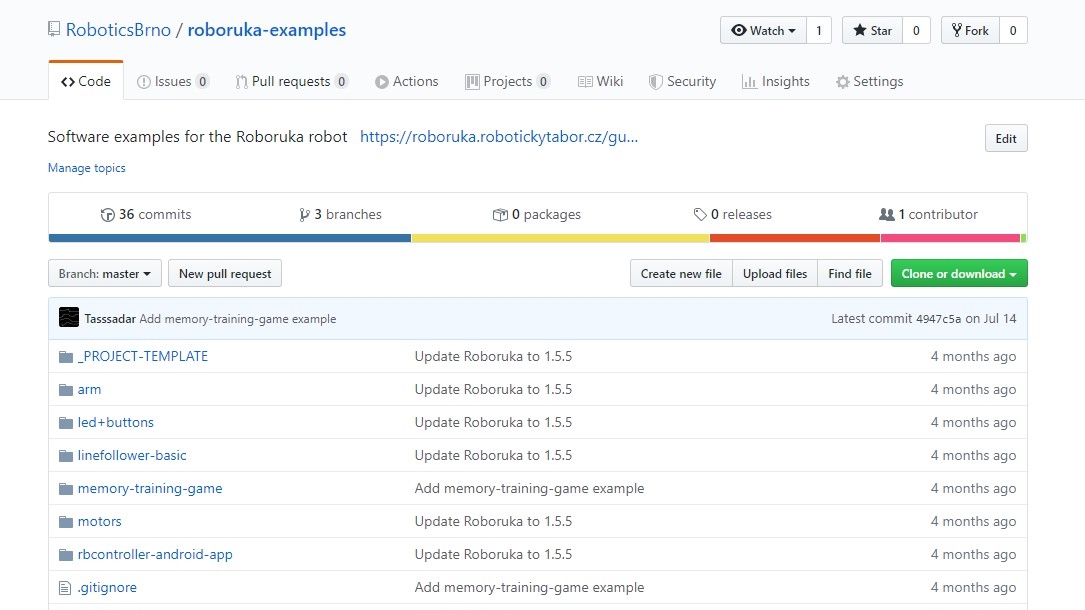 RoboticsBrno / roboruka-examples
Watch 1 Star 0 Fork 0
Code Issues 0 Pull requests 0 Actions Projects 0 Wiki Security Insights Settings
Software examples for the Roboruka robot https://roboruka.robotickytabor.cz/gu... Edit
Manage topics
36 commits 3 branches 0 packages 0 releases 1 contributor
Branch: master New pull request Create new file Upload files Find file Clone or download
Tasssadar Add memory-training-game example Latest commit 4947c5a on Jul 14
_PROJECT-TEMPLATE Update Roboruka to 1.5.5 4 months ago
arm Update Roboruka to 1.5.5 4 months ago
led+buttons Update Roboruka to 1.5.5 4 months ago
linefollower-basic Update Roboruka to 1.5.5 4 months ago
memory-training-game Add memory-training-game example 4 months ago
motors Update Roboruka to 1.5.5 4 months ago
rbcontroller-android-app Update Roboruka to 1.5.5 4 months ago
.gitignore Add memory-training-game example 4 months ago